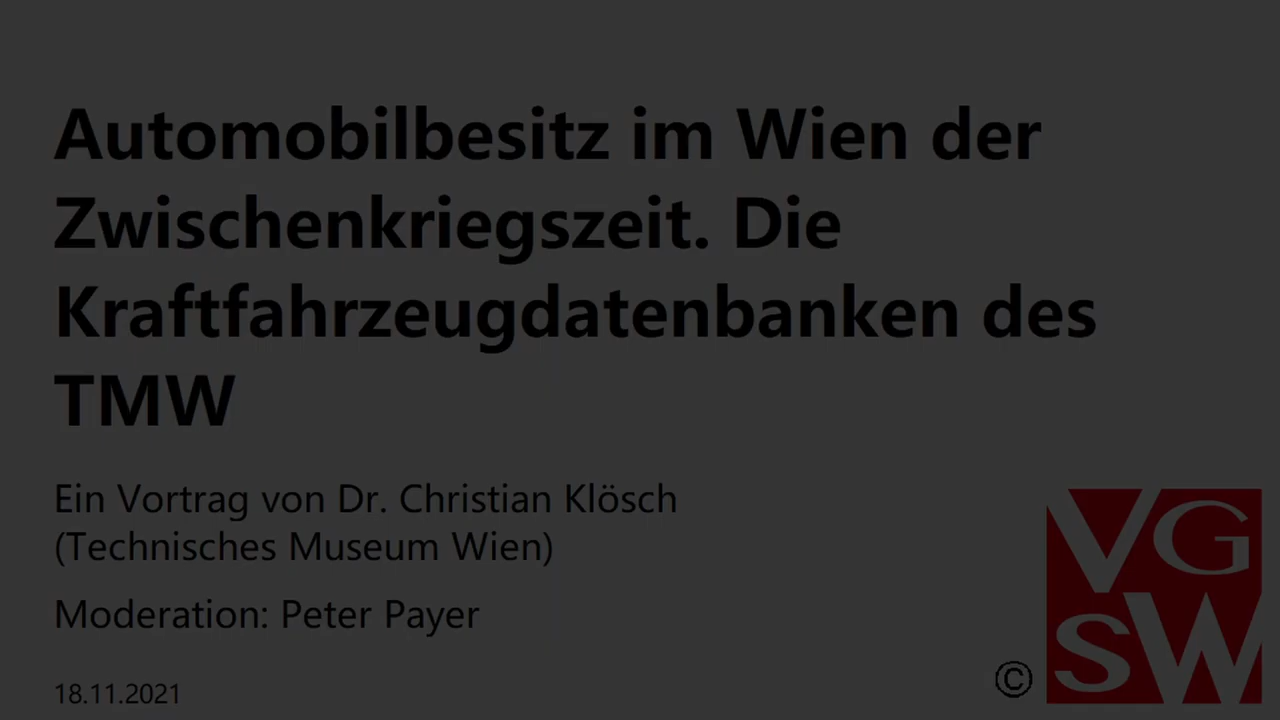 Automobilbesitz im Wien der
Zwischenkriegszeit. Die
Kraftfahrzeugdatenbanken des
TMW
Ein Vortrag von Dr. Christian Klösch
(Technisches Museum Wien)
Moderation: Peter Payer
18.11.2021
©
VG
SW